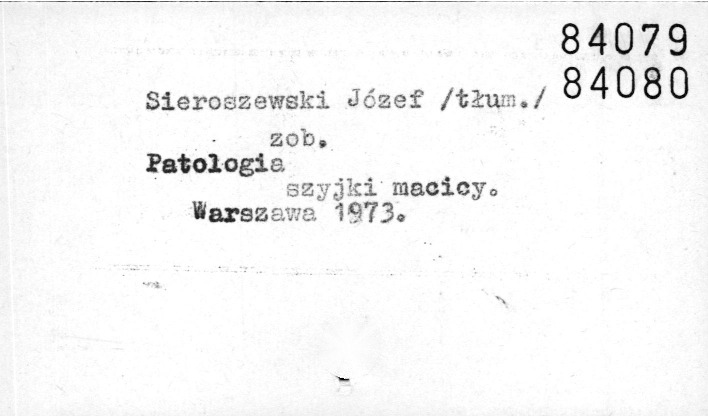 84079
84080
Sieroszewski Józef /tłum./
zob.
Patologia
szyjki macicy.
Warszawa 1973.